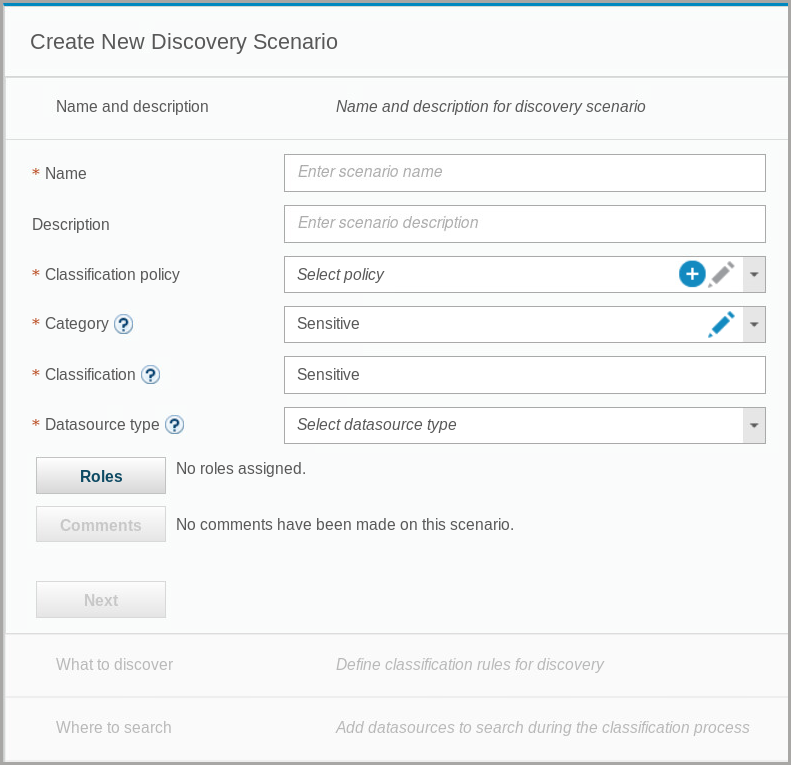 Create New Discovery Scenario
Name and description Name and description for discovery scenario
* Name Enter scenario name
Description Enter scenario description
* Classification policy Select policy
* Category ? Sensitive
* Classification ? Sensitive
* Datasource type ? Select datasource type
Roles No roles assigned.
Comments No comments have been made on this scenario.
Next
What to discover Define classification rules for discovery
Where to search Add datasources to search during the classification process